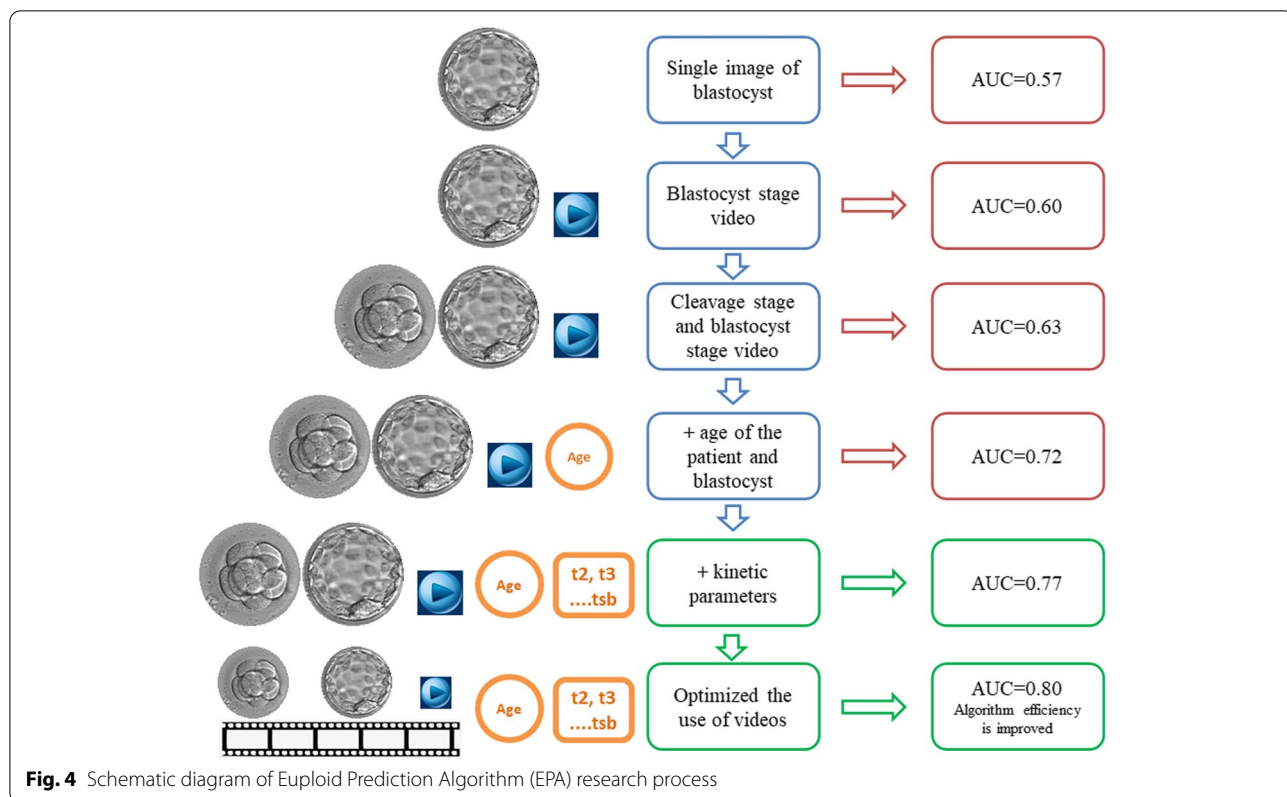 Single image of
blastocyst
AUC=0.57
Blastocyst stage
video
AUC=0.60
Cleavage stage
and blastocyst
stage video
AUC=0.63
Age
+ age of the
patient and
blastocyst
AUC=0.72
Age
t2, t3
....tsb
+ kinetic
parameters
AUC=0.77
Age
t2, t3
....tsb
Optimized the
use of videos
AUC=0.80
Algorithm efficiency
is improved
Fig. 4 Schematic diagram of Euploid Prediction Algorithm (EPA) research process